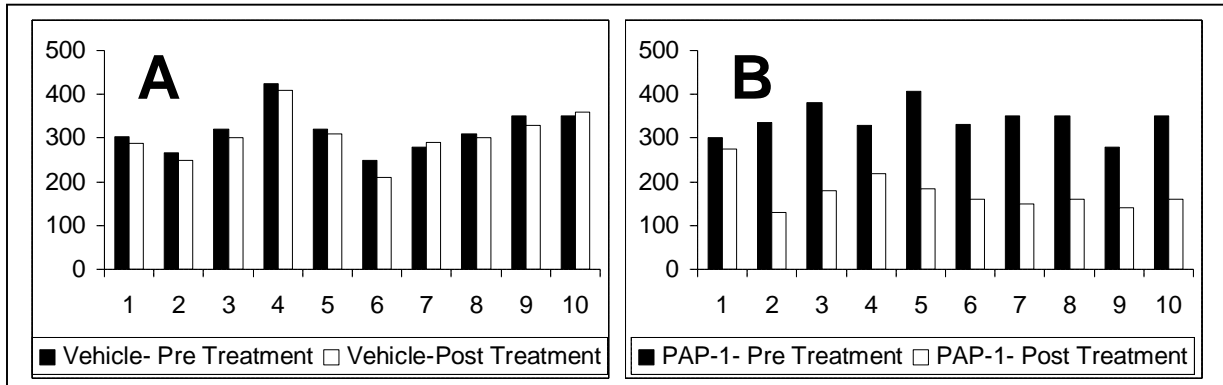 A
500
400
300
200
100
0
1 2 3 4 5 6 7 8 9 10
Vehicle- Pre Treatment Vehicle-Post Treatment
B
500
400
300
200
100
0
1 2 3 4 5 6 7 8 9 10
PAP-1- Pre Treatment PAP-1- Post Treatment